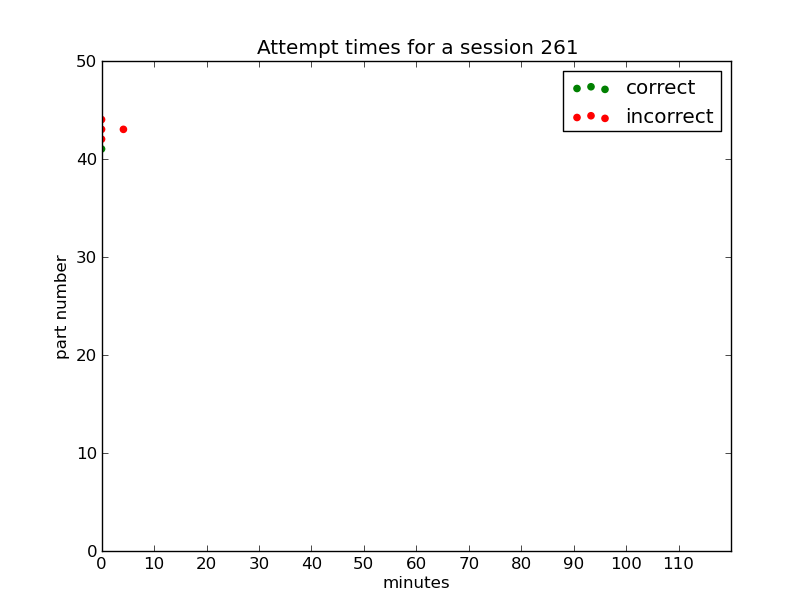 Attempt times for a session 261
correct
incorrect
50
40
30
20
10
0
part number
0 10 20 30 40 50 60 70 80 90 100 110
minutes